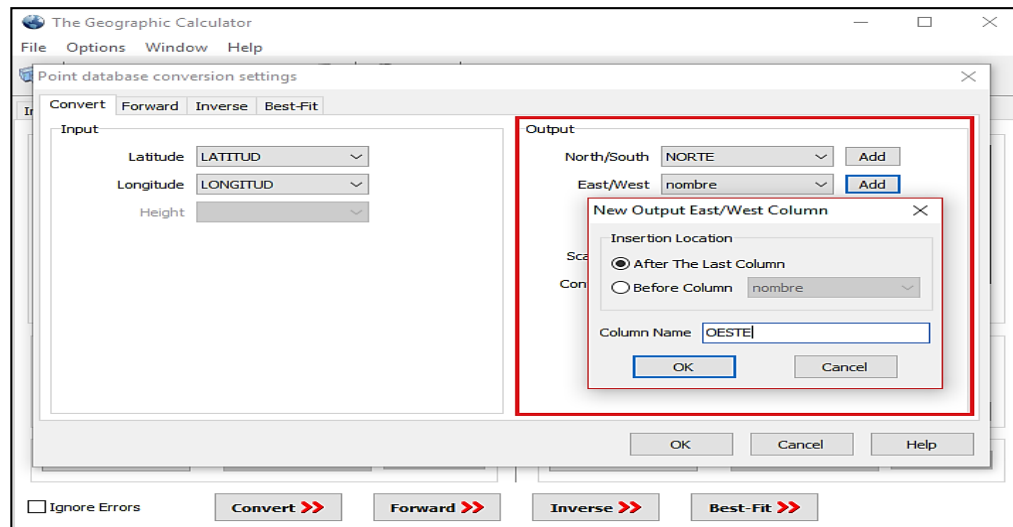 The Geographic Calculator
File Options Window Help
Point database conversion settings
Convert Forward Inverse Best-Fit
Input
Latitude LATITUD
Longitude LONGITUD
Height
Output
North/South NORTE Add
East/West nombre Add
New Output East/West Column
Insertion Location
After The Last Column
Before Column nombre
Column Name OESTE
OK Cancel
OK Cancel Help
Ignore Errors Convert Forward Inverse Best-Fit